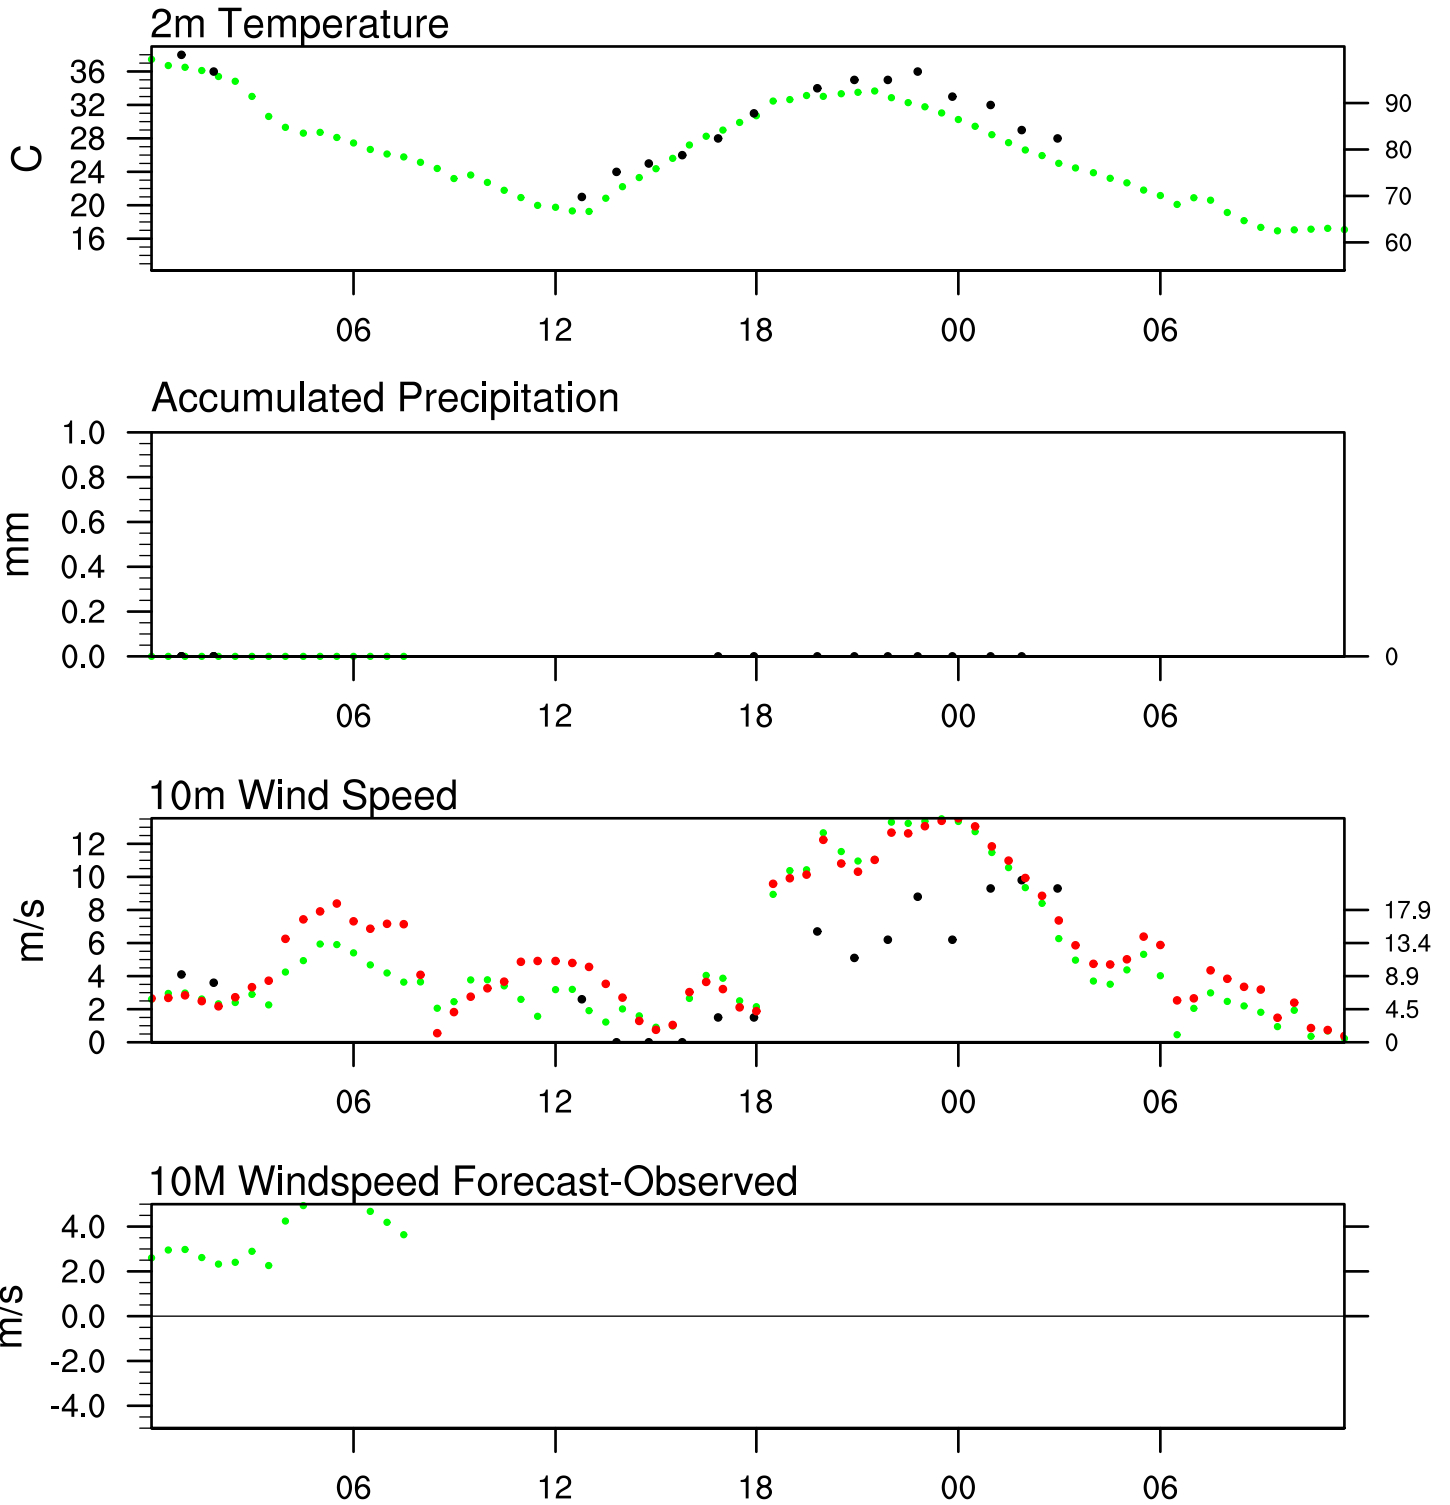 2m Temperature
36
32
28
24
20
16
C
90
80
70
60
06 12 18 00 06
Accumulated Precipitation
1.0
0.8
0.6
0.4
0.2
0.0
mm
0
06 12 18 00 06
10m Wind Speed
12
10
8
6
4
2
0
m/s
17.9
13.4
8.9
4.5
0
06 12 18 00 06
10M Windspeed Forecast-Observed
4.0
2.0
0.0
-2.0
-4.0
m/s
06 12 18 00 06